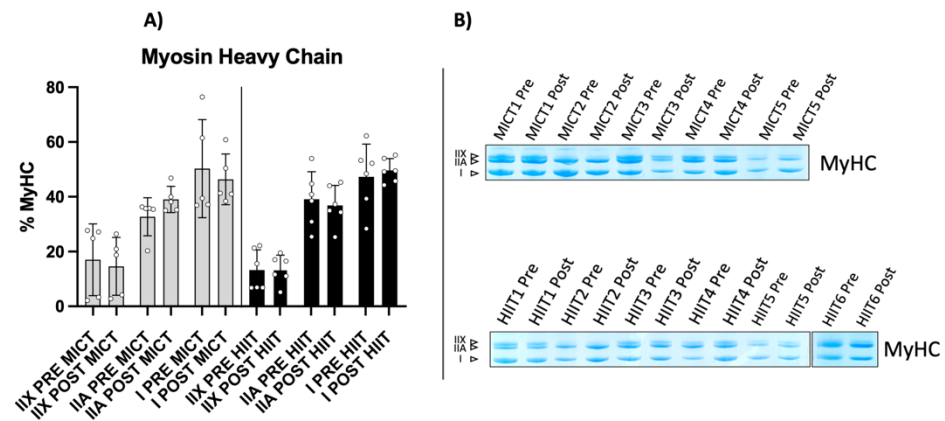 A)
Myosin Heavy Chain
% MyHC
80
60
40
20
0
IIX PRE MICT
IIX POST MICT
IIA PRE MICT
IIA POST MICT
I PRE MICT
I POST MICT
IIX PRE HIIT
IIX POST HIIT
IIA PRE HIIT
IIA POST HIIT
I PRE HIIT
I POST HIIT
B)
MICT1 Pre
MICT1 Post
MICT2 Pre
MICT2 Post
MICT3 Pre
MICT3 Post
MICT4 Pre
MICT4 Post
MICT5 Pre
MICT5 Post
IIX
IIA
I
MyHC
HIIT1 Pre
HIIT1 Post
HIIT2 Pre
HIIT2 Post
HIIT3 Pre
HIIT3 Post
HIIT4 Pre
HIIT4 Post
HIIT5 Pre
HIIT5 Post
HIIT6 Pre
HIIT6 Post
IIX
IIA
I
MyHC